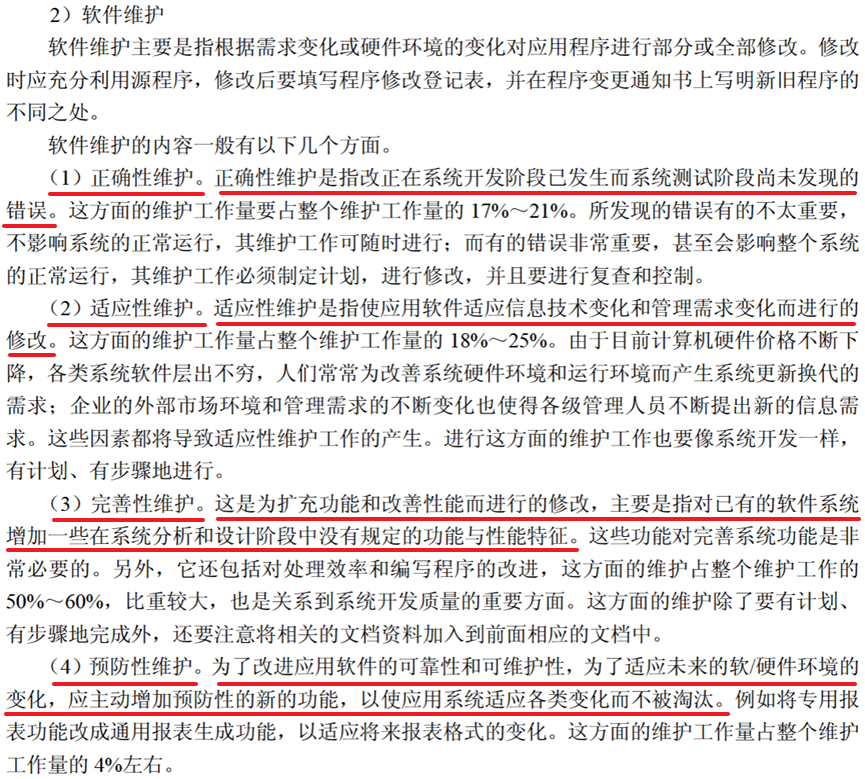 2）软件维护
软件维护主要是指根据需求变化或硬件环境的变化对应用程序进行部分或全部修改。修改
时应充分利用源程序，修改后要填写程序修改登记表，并在程序变更通知书上写明新旧程序的
不同之处。
软件维护的内容一般有以下几个方面。
（1）正确性维护。正确性维护是指改正在系统开发阶段已发生而系统测试阶段尚未发现的
错误。这方面的维护工作量要占整个维护工作量的 17%～21%。所发现的错误有的不太重要，
不影响系统的正常运行，其维护工作可随时进行；而有的错误非常重要，甚至会影响整个系统
的正常运行，其维护工作必须制定计划，进行修改，并且要进行复查和控制。
（2）适应性维护。适应性维护是指使应用软件适应信息技术变化和管理需求变化而进行的
修改。这方面的维护工作量占整个维护工作量的 18%～25%。由于目前计算机硬件价格不断下
降，各类系统软件层出不穷，人们常常为改善系统硬件环境和运行环境而产生系统更新换代的
需求；企业的外部市场环境和管理需求的不断变化也使得各级管理人员不断提出新的信息需
求。这些因素都将导致适应性维护工作的产生。进行这方面的维护工作也要像系统开发一样，
有计划、有步骤地进行。
（3）完善性维护。这是为扩充功能和改善性能而进行的修改，主要是指对已有的软件系统
增加一些在系统分析和设计阶段中没有规定的功能与性能特征。这些功能对完善系统功能是非
常必要的。另外，它还包括对处理效率和编写程序的改进，这方面的维护占整个维护工作的
50%～60%，比重较大，也是关系到系统开发质量的重要方面。这方面的维护除了要有计划、
有步骤地完成外，还要注意将相关的文档资料加入到前面相应的文档中。
（4）预防性维护。为了改进应用软件的可靠性和可维护性，为了适应未来的软/硬件环境的
变化，应主动增加预防性的新的功能，以使应用系统适应各类变化而不被淘汰。例如将专用报
表功能改成通用报表生成功能，以适应将来报表格式的变化。这方面的维护工作量占整个维护
工作量的 4%左右。